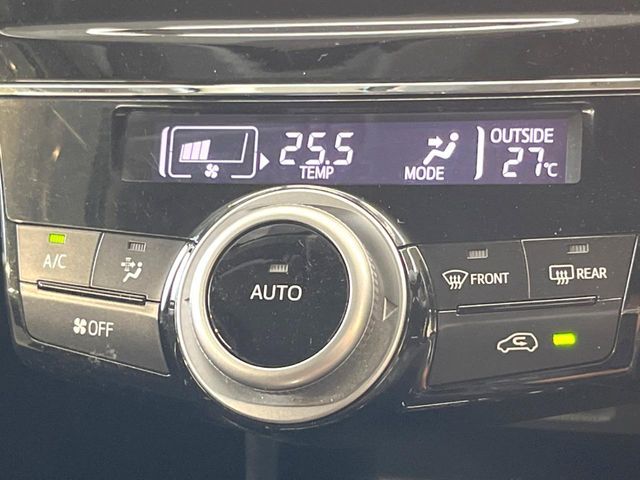 25.5
TEMP
MODE
OUTSIDE
27°C
A/C
AUTO
FRONT
REAR
OFF